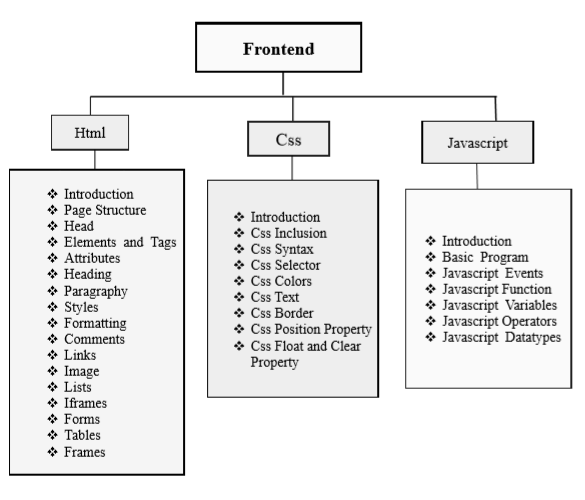 Frontend
Html
❖ Introduction
❖ Page Structure
❖ Head
❖ Elements and Tags
❖ Attributes
❖ Heading
❖ Paragraphy
❖ Styles
❖ Formatting
❖ Comments
❖ Links
❖ Image
❖ Lists
❖ Iframes
❖ Forms
❖ Tables
❖ Frames
Css
❖ Introduction
❖ Css Inclusion
❖ Css Syntax
❖ Css Selector
❖ Css Colors
❖ Css Text
❖ Css Border
❖ Css Position Property
❖ Css Float and Clear
Property
Javascript
❖ Introduction
❖ Basic Program
❖ Javascript Events
❖ Javascript Function
❖ Javascript Variables
❖ Javascript Operators
❖ Javascript Datatypes